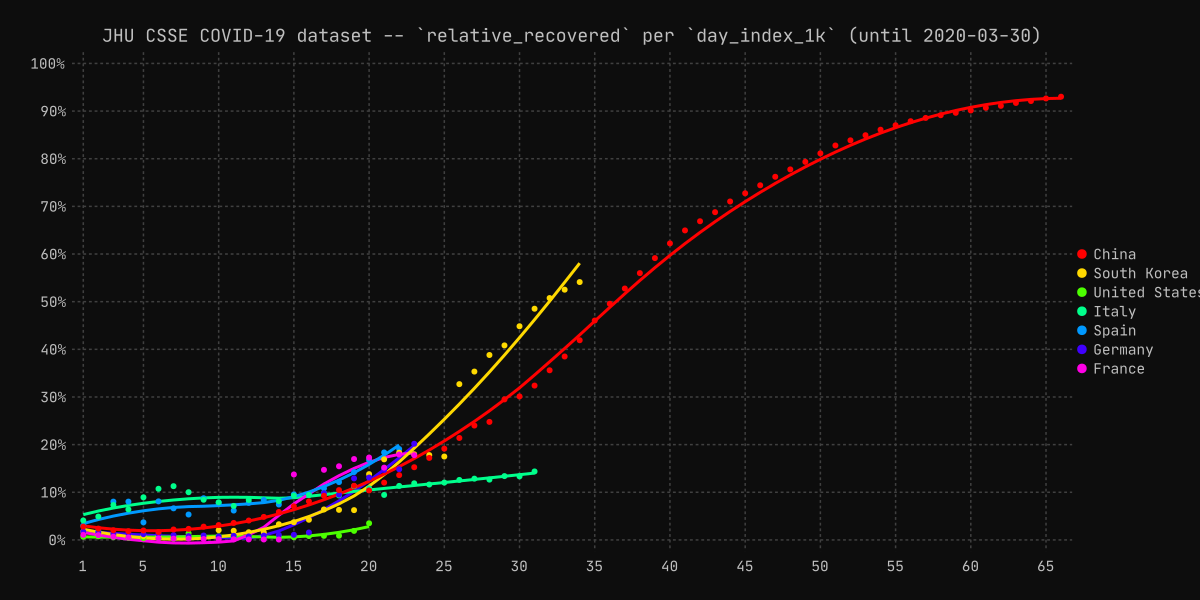 JHU CSSE COVID-19 dataset -- `relative_recovered` per `day_index_1k` (until 2020-03-30)
100%
90%
80%
70%
60%
50%
40%
30%
20%
10%
0%
1 5 10 15 20 25 30 35 40 45 50 55 60 65
China
South Korea
United States
Italy
Spain
Germany
France